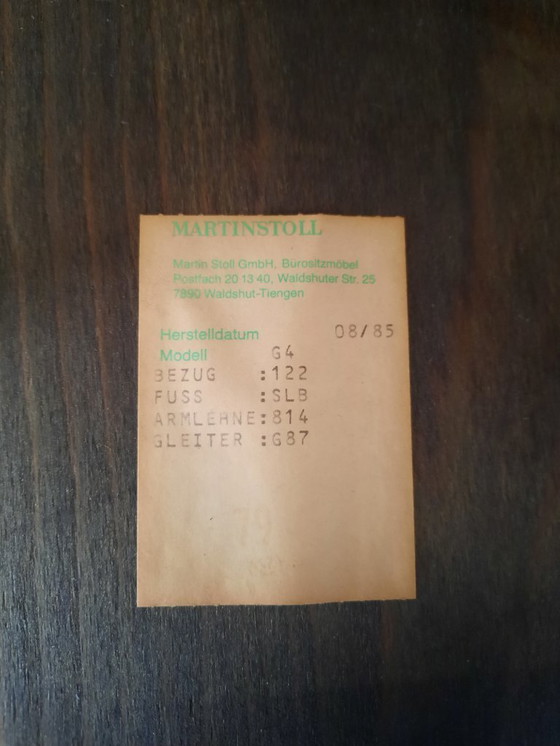 MARTINSTOLL
Martin Stoll GmbH, Bürositzmöbel
Postfach 20 13 40, Waldshuter Str. 25
7890 Waldshut-Tiengen
Herstelldatum 08/85
Modell G4
BEZUG :122
FUSS :SLB
ARMLEHNE:814
GLEITER :G87